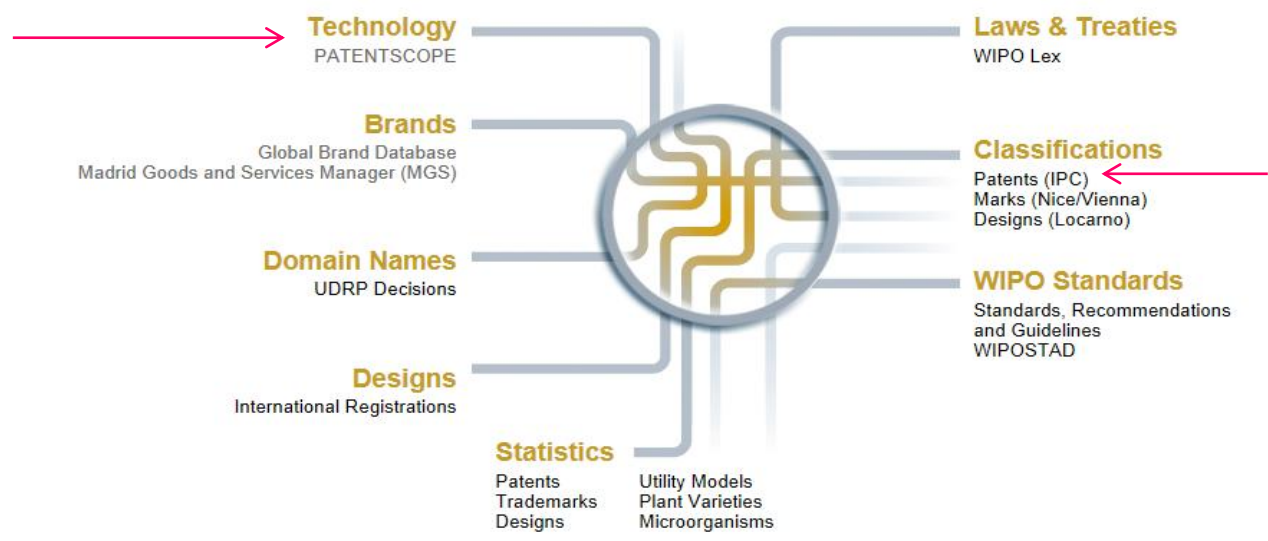 Technology
PATENTSCOPE
Brands
Global Brand Database
Madrid Goods and Services Manager (MGS)
Domain Names
UDRP Decisions
Designs
International Registrations
Statistics
Patents
Trademarks
Designs
Utility Models
Plant Varieties
Microorganisms
Laws & Treaties
WIPO Lex
Classifications
Patents (IPC)
Marks (Nice/Vienna)
Designs (Locarno)
WIPO Standards
Standards, Recommendations
and Guidelines
WIPOSTAD